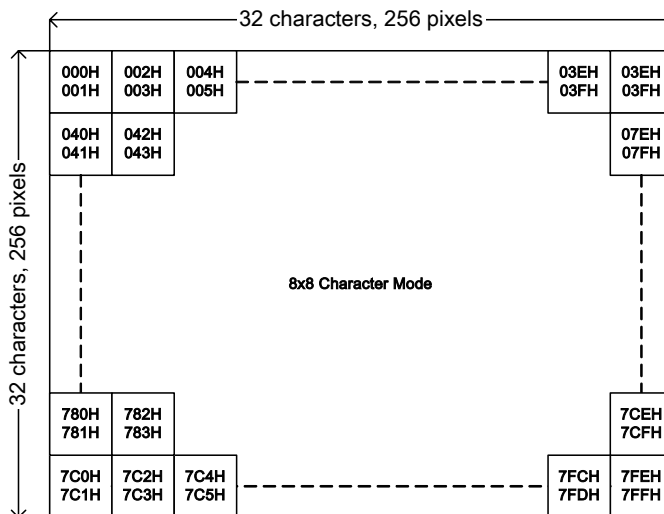 32 characters, 256 pixels
000H 002H 004H 03EH 03EH
001H 003H 005H 03FH 03FH
040H 042H 07EH
041H 043H 07FH
32 characters, 256 pixels
8x8 Character Mode
780H 782H 7CEH
781H 783H 7CFH
7C0H 7C2H 7C4H 7FCH 7FEH
7C1H 7C3H 7C5H 7FDH 7FFH